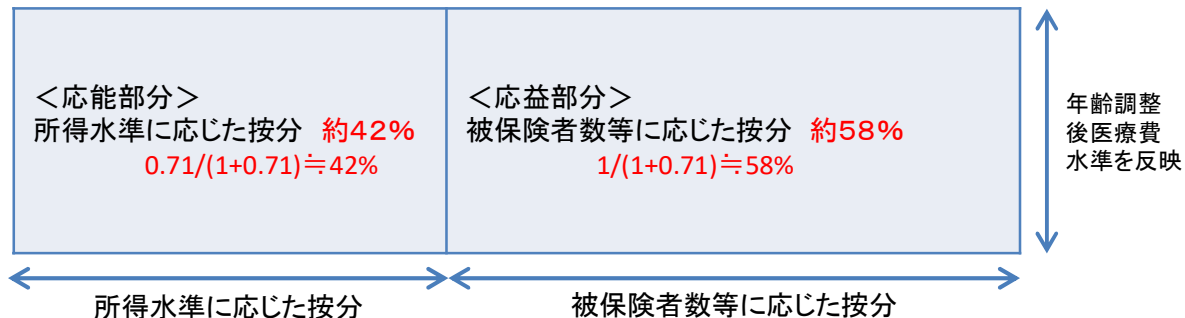 ＜応能部分＞
所得水準に応じた按分　約４２％
0.71/(1+0.71)≒42%
＜応益部分＞
被保険者数等に応じた按分　約５８％
1/(1+0.71)≒58%
年齢調整
後医療費
水準を反映
所得水準に応じた按分
被保険者数等に応じた按分